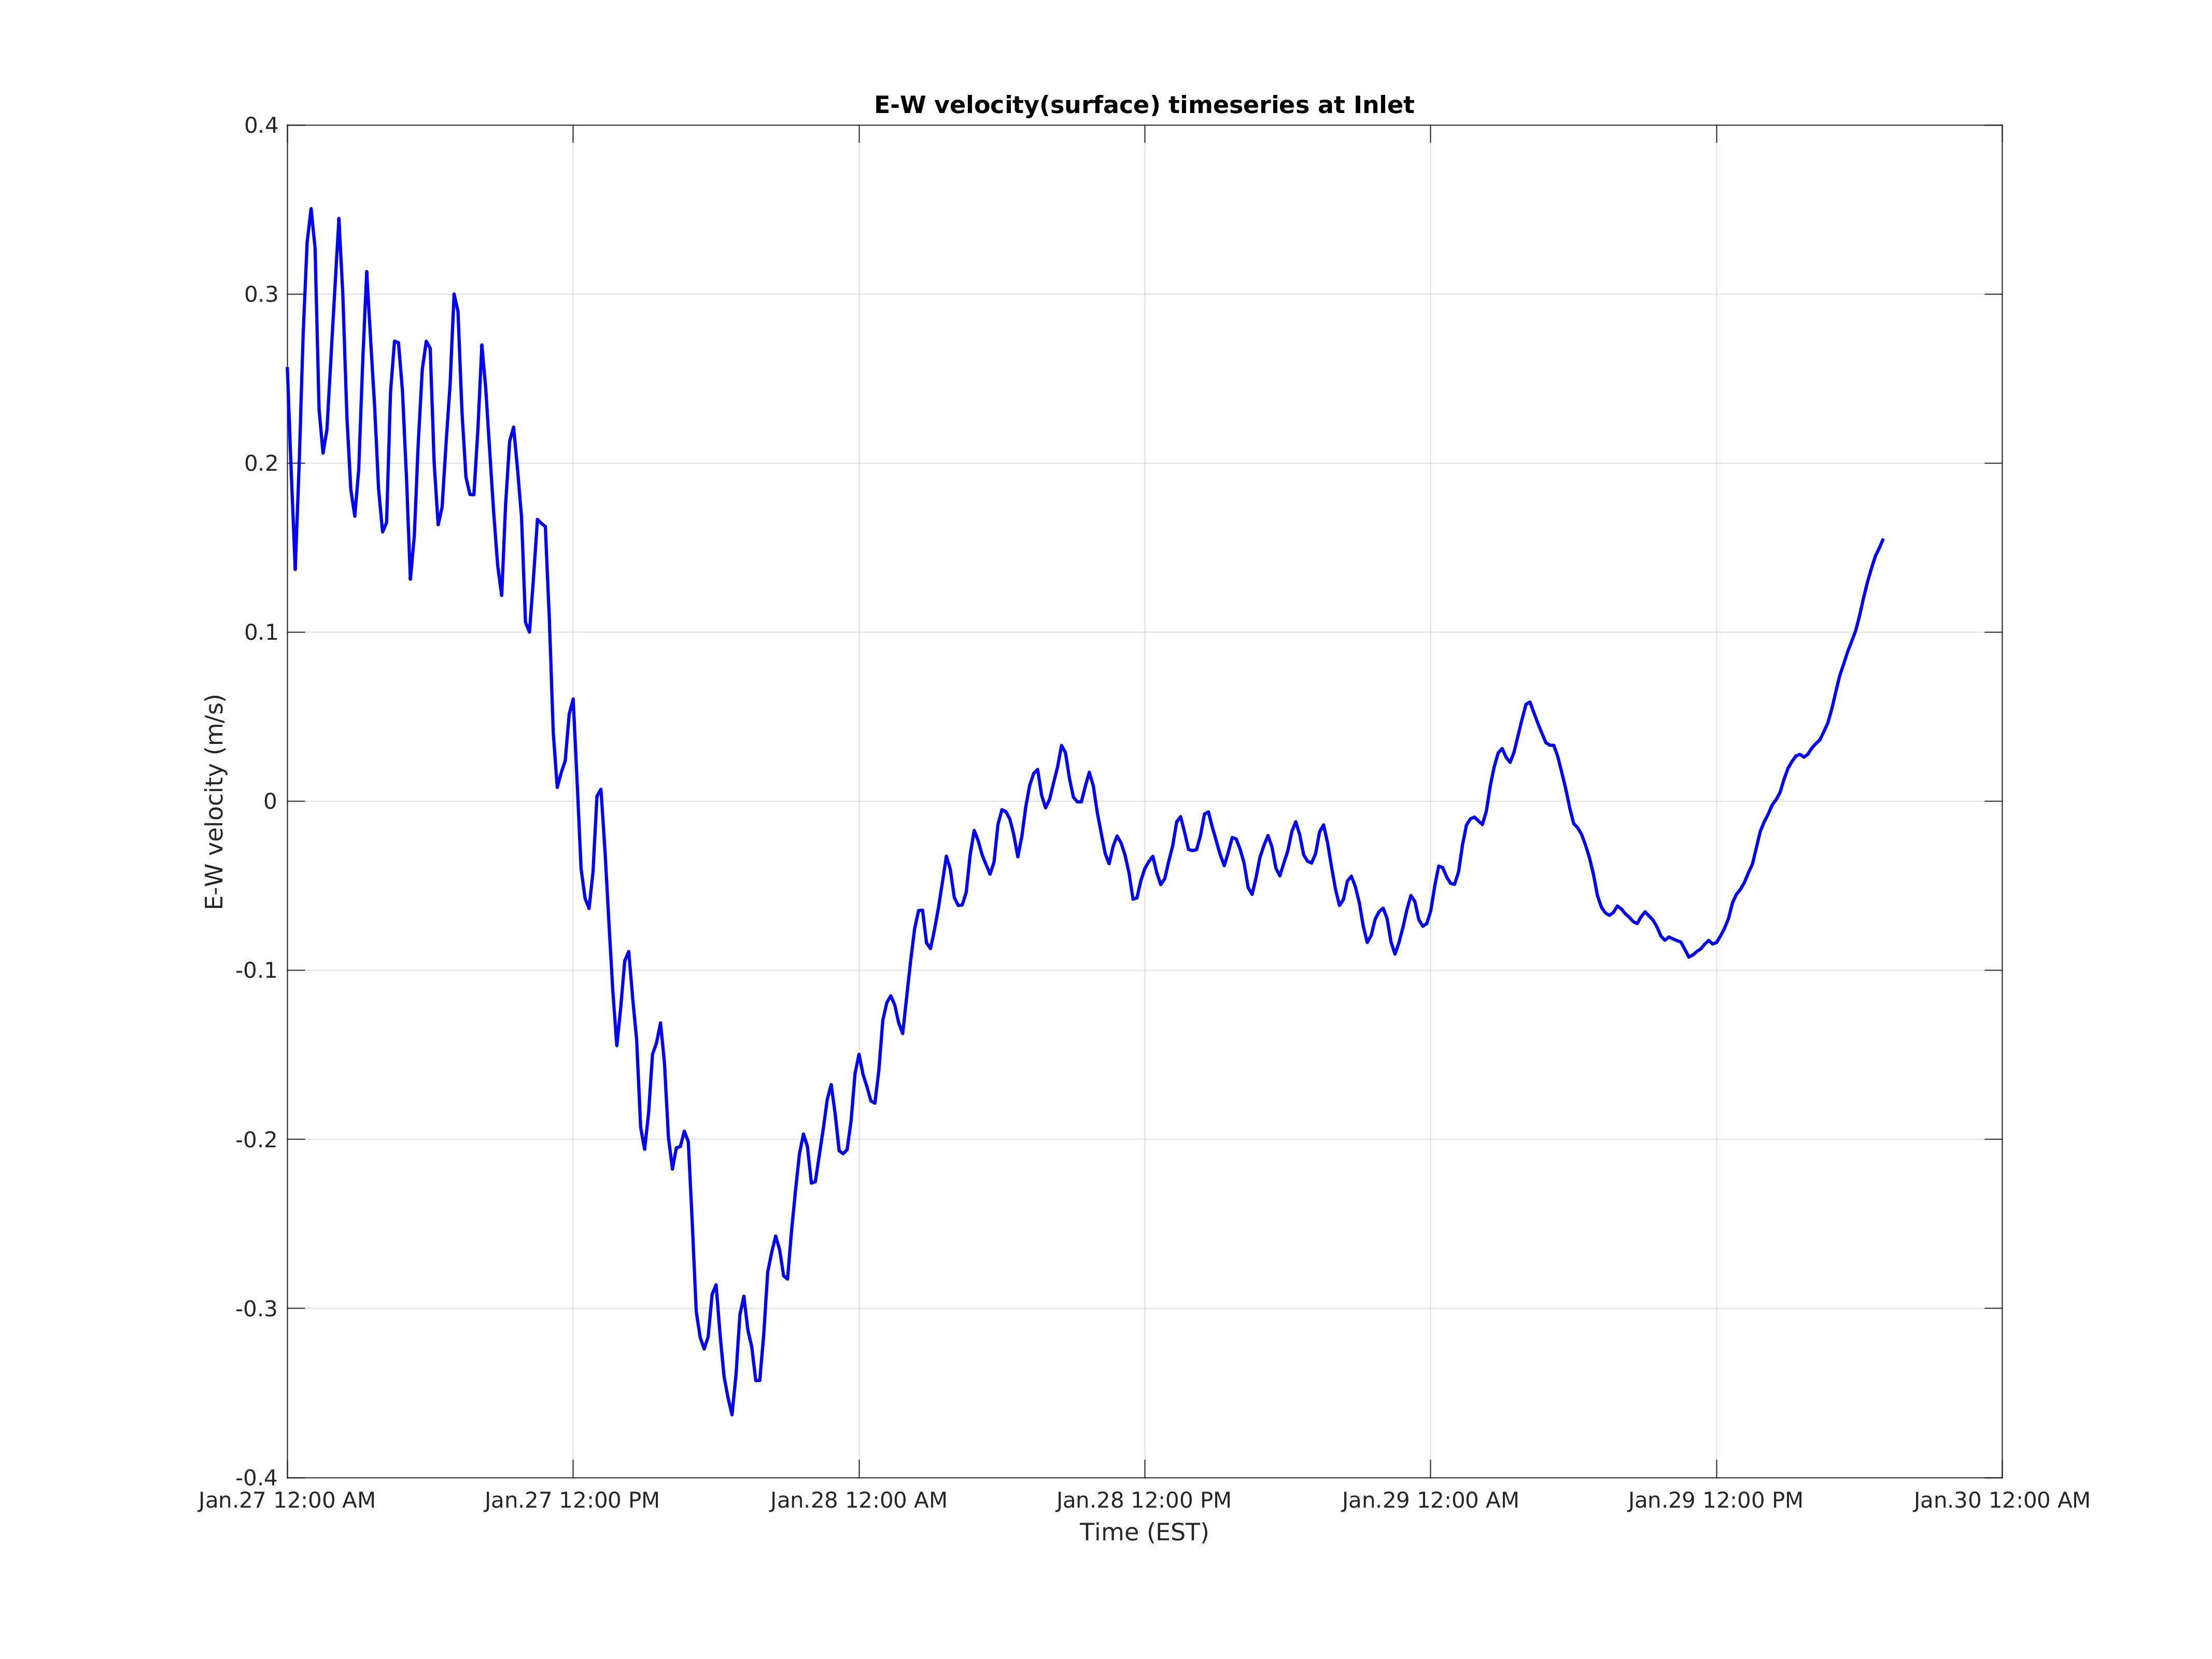 E-W velocity(surface) timeseries at Inlet
0.4
0.3
0.2
0.1
0
-0.1
-0.2
-0.3
-0.4
E-W velocity (m/s)
Jan.27 12:00 AM
Jan.27 12:00 PM
Jan.28 12:00 AM
Jan.28 12:00 PM
Jan.29 12:00 AM
Jan.29 12:00 PM
Jan.30 12:00 AM
Time (EST)